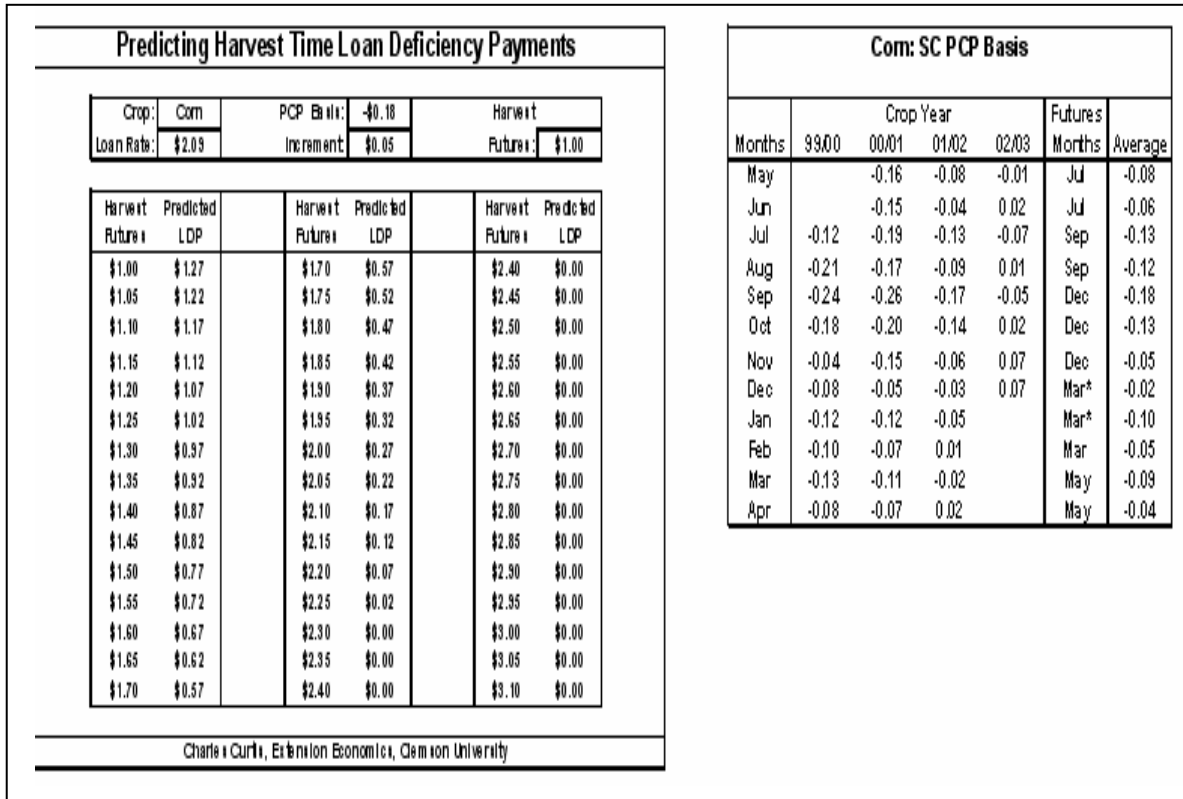 Predicting Harvest Time Loan Deficiency Payments
Crop: Corn PCP Basis: -$0.18 Harvest
Loan Rate: $2.09 Increment: $0.05 Futures: $1.00
Harvest Predicted Harvest Predicted Harvest Predicted
Futures LDP Futures LDP Futures LDP
$1.00 $1.27 $1.70 $0.57 $2.40 $0.00
$1.05 $1.22 $1.75 $0.52 $2.45 $0.00
$1.10 $1.17 $1.80 $0.47 $2.50 $0.00
$1.15 $1.12 $1.85 $0.42 $2.55 $0.00
$1.20 $1.07 $1.90 $0.37 $2.60 $0.00
$1.25 $1.02 $1.95 $0.32 $2.65 $0.00
$1.30 $0.97 $2.00 $0.27 $2.70 $0.00
$1.35 $0.92 $2.05 $0.22 $2.75 $0.00
$1.40 $0.87 $2.10 $0.17 $2.80 $0.00
$1.45 $0.82 $2.15 $0.12 $2.85 $0.00
$1.50 $0.77 $2.20 $0.07 $2.90 $0.00
$1.55 $0.72 $2.25 $0.02 $2.95 $0.00
$1.60 $0.67 $2.30 $0.00 $3.00 $0.00
$1.65 $0.62 $2.35 $0.00 $3.05 $0.00
$1.70 $0.57 $2.40 $0.00 $3.10 $0.00
Charles Curtis, Extension Economics, Clemson University
Corn: SC PCP Basis
Crop Year Futures
Months 99/00 00/01 01/02 02/03 Months Average
May -0.16 -0.08 -0.01 Jul -0.08
Jun -0.15 -0.04 0.02 Jul -0.06
Jul -0.12 -0.19 -0.13 -0.07 Sep -0.13
Aug -0.21 -0.17 -0.09 0.01 Sep -0.12
Sep -0.24 -0.26 -0.17 -0.05 Dec -0.18
Oct -0.18 -0.20 -0.14 0.02 Dec -0.13
Nov -0.04 -0.15 -0.06 0.07 Dec -0.05
Dec -0.08 -0.05 -0.03 0.07 Mar* -0.02
Jan -0.12 -0.12 -0.05 Mar* -0.10
Feb -0.10 -0.07 0.01 Mar -0.05
Mar -0.13 -0.11 -0.02 May -0.09
Apr -0.08 -0.07 0.02 May -0.04